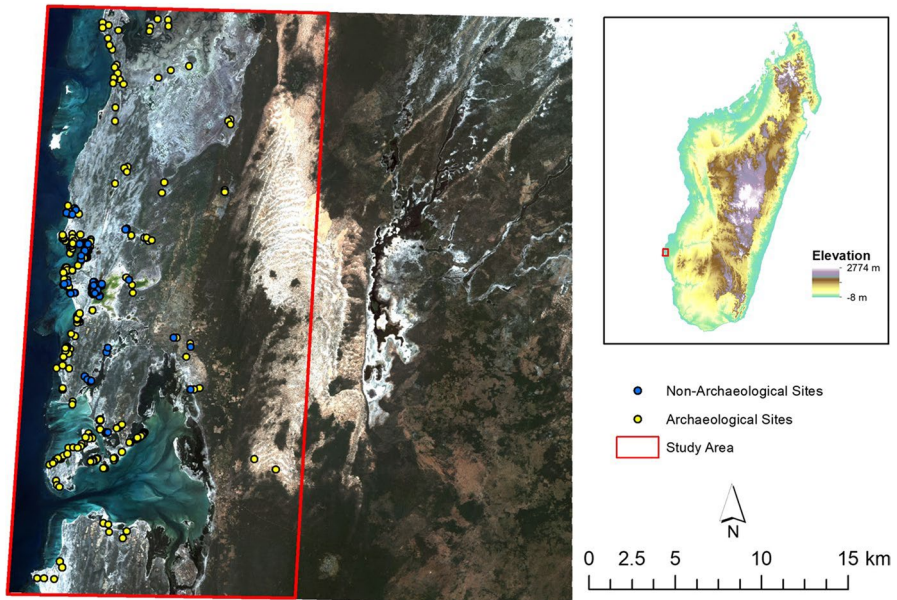 Elevation
2774 m
-8 m
Non-Archaeological Sites
Archaeological Sites
Study Area
N
0 2.5 5 10 15 km